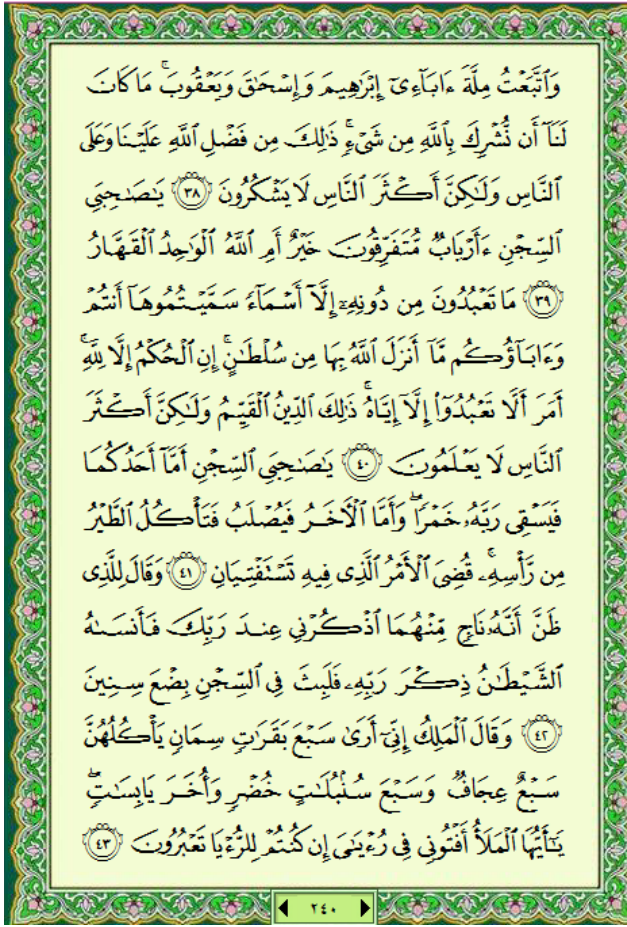 وَٱتَّبَعْتُ مِلَّةَ ءَابَآءِىٓ إِبْرَٰهِيمَ وَإِسْحَٰقَ وَيَعْقُوبَ ۚ مَا كَانَ
لَنَآ أَن نُّشْرِكَ بِٱللَّهِ مِن شَىْءٍ ۚ ذَٰلِكَ مِن فَضْلِ ٱللَّهِ عَلَيْنَا وَعَلَى
ٱلنَّاسِ وَلَٰكِنَّ أَكْثَرَ ٱلنَّاسِ لَا يَشْكُرُونَ ﴿٣٨﴾ يَٰصَٰحِبَىِ
ٱلسِّجْنِ ءَأَرْبَابٌ مُّتَفَرِّقُونَ خَيْرٌ أَمِ ٱللَّهُ ٱلْوَٰحِدُ ٱلْقَهَّارُ
﴿٣٩﴾ مَا تَعْبُدُونَ مِن دُونِهِۦٓ إِلَّآ أَسْمَآءً سَمَّيْتُمُوهَآ أَنتُمْ
وَءَابَآؤُكُم مَّآ أَنزَلَ ٱللَّهُ بِهَا مِن سُلْطَٰنٍ ۚ إِنِ ٱلْحُكْمُ إِلَّا لِلَّهِ ۚ
أَمَرَ أَلَّا تَعْبُدُوٓا۟ إِلَّآ إِيَّاهُ ۚ ذَٰلِكَ ٱلدِّينُ ٱلْقَيِّمُ وَلَٰكِنَّ أَكْثَرَ
ٱلنَّاسِ لَا يَعْلَمُونَ ﴿٤٠﴾ يَٰصَٰحِبَىِ ٱلسِّجْنِ أَمَّآ أَحَدُكُمَا
فَيَسْقِى رَبَّهُۥ خَمْرًا ۖ وَأَمَّا ٱلْءَاخَرُ فَيُصْلَبُ فَتَأْكُلُ ٱلطَّيْرُ
مِن رَّأْسِهِۦ ۚ قُضِىَ ٱلْأَمْرُ ٱلَّذِى فِيهِ تَسْتَفْتِيَانِ ﴿٤١﴾ وَقَالَ لِلَّذِى
ظَنَّ أَنَّهُۥ نَاجٍ مِّنْهُمَا ٱذْكُرْنِى عِندَ رَبِّكَ فَأَنسَىٰهُ
ٱلشَّيْطَٰنُ ذِكْرَ رَبِّهِۦ فَلَبِثَ فِى ٱلسِّجْنِ بِضْعَ سِنِينَ
﴿٤٢﴾ وَقَالَ ٱلْمَلِكُ إِنِّىٓ أَرَىٰ سَبْعَ بَقَرَٰتٍ سِمَانٍ يَأْكُلُهُنَّ
سَبْعٌ عِجَافٌ وَسَبْعَ سُنۢبُلَٰتٍ خُضْرٍ وَأُخَرَ يَابِسَٰتٍ ۖ
يَٰٓأَيُّهَا ٱلْمَلَأُ أَفْتُونِى فِى رُءْيَٰىَ إِن كُنتُمْ لِلرُّءْيَا تَعْبُرُونَ ﴿٤٣﴾
٢٤٠